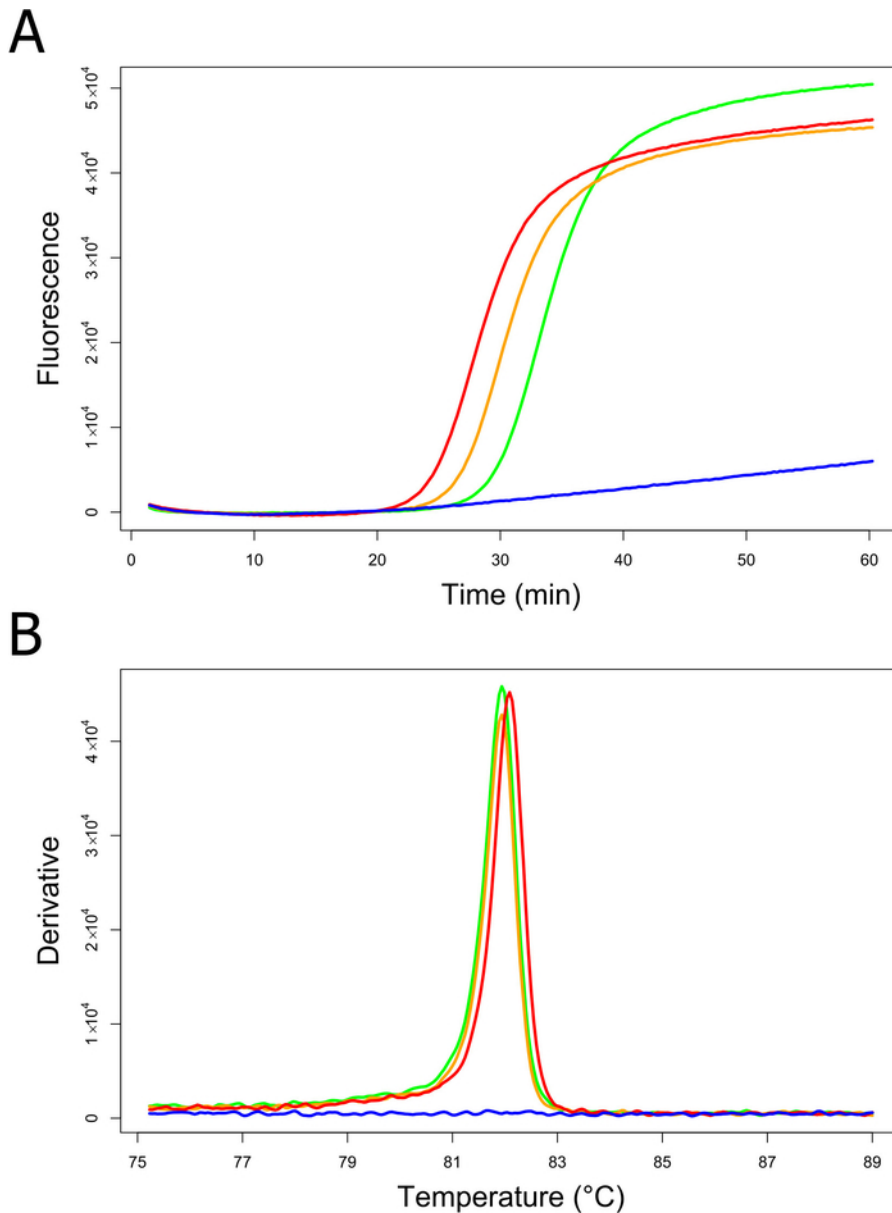 A
Fluorescence
5×10⁴
4×10⁴
3×10⁴
2×10⁴
1×10⁴
0
0 10 20 30 40 50 60
Time (min)
B
Derivative
4×10⁴
3×10⁴
2×10⁴
1×10⁴
0
75 77 79 81 83 85 87 89
Temperature (°C)